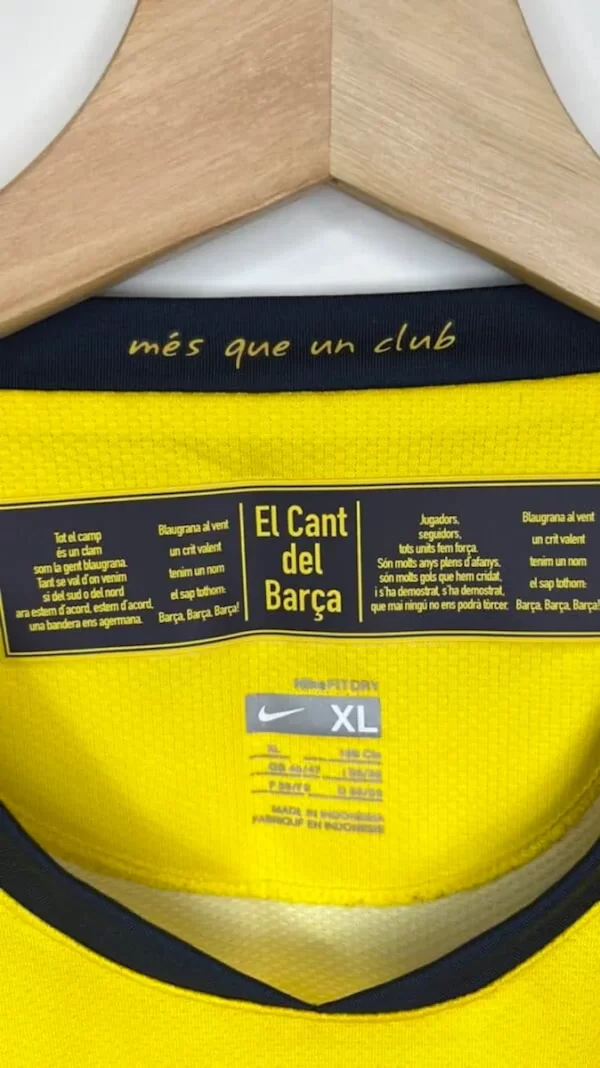 més que un club
Tot el camp
és un clam
som la gent blaugrana.
Tant se val d'on venim
si del sud o del nord
ara estem d'acord, estem d'acord,
una bandera ens agermana.
Blaugrana al vent
un crit valent
tenim un nom
el sap tothom:
Barça, Barça, Barça!
El Cant
del
Barça
Jugadors,
seguidors,
tots units fem força.
Són molts anys plens d'afanys,
són molts gols que hem cridat,
i s'ha demostrat, s'ha demostrat,
que mai ningú no ens podrà tòrcer.
Blaugrana al vent
un crit valent
tenim un nom
el sap tothom:
Barça, Barça, Barça!
NikeFITDRY
XL
XL
MADE IN INDONESIA
FABRIQUE EN INDONESIE